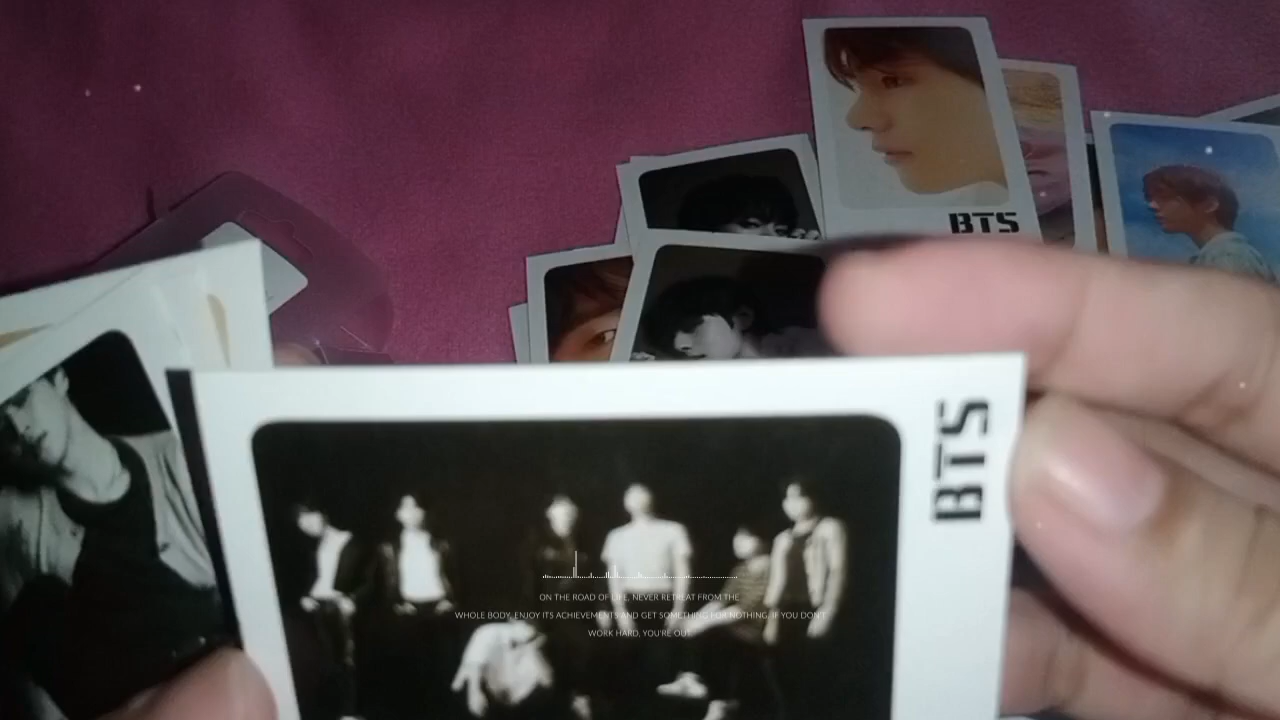 BTS
BTS
ON THE ROAD OF LIFE, NEVER RETREAT FROM THE
WHOLE BODY, ENJOY ITS ACHIEVEMENTS AND GET SOMETHING FOR NOTHING. IF YOU DON'T
WORK HARD, YOU'RE OUT